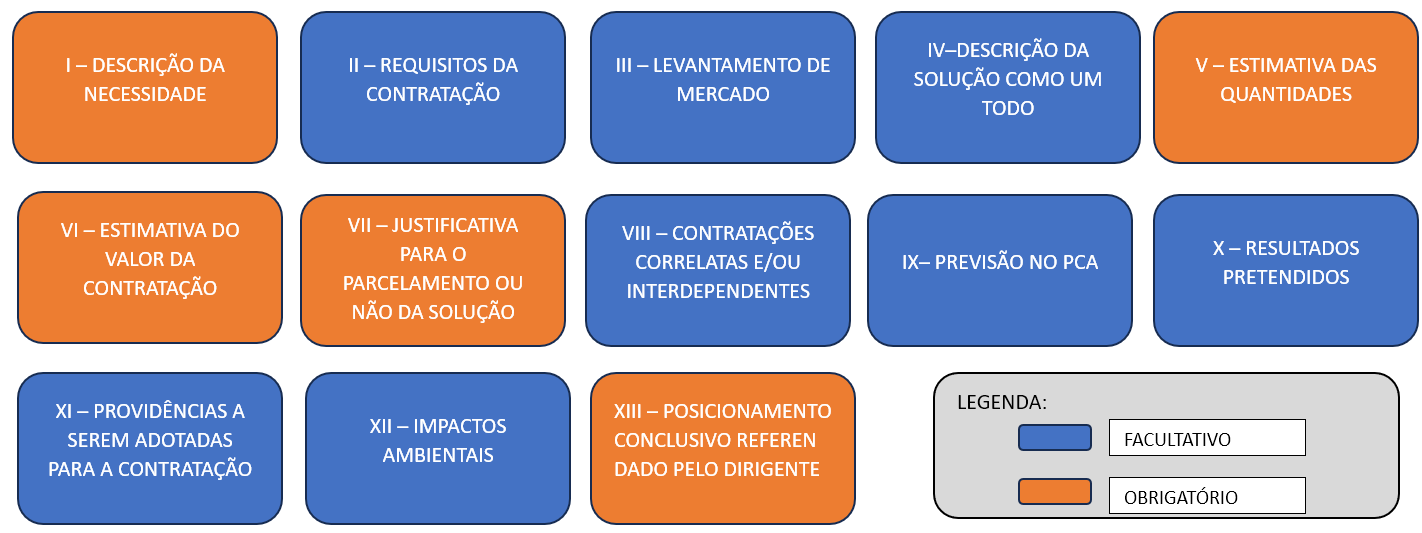 I – DESCRIÇÃO DA
NECESSIDADE
II – REQUISITOS DA
CONTRATAÇÃO
III – LEVANTAMENTO DE
MERCADO
IV–DESCRIÇÃO DA
SOLUÇÃO COMO UM
TODO
V – ESTIMATIVA DAS
QUANTIDADES
VI – ESTIMATIVA DO
VALOR DA
CONTRATAÇÃO
VII – JUSTIFICATIVA
PARA O
PARCELAMENTO OU
NÃO DA SOLUÇÃO
VIII – CONTRATAÇÕES
CORRELATAS E/OU
INTERDEPENDENTES
IX– PREVISÃO NO PCA
X – RESULTADOS
PRETENDIDOS
XI – PROVIDÊNCIAS A
SEREM ADOTADAS
PARA A CONTRATAÇÃO
XII – IMPACTOS
AMBIENTAIS
XIII – POSICIONAMENTO
CONCLUSIVO REFEREN
DADO PELO DIRIGENTE
LEGENDA:
FACULTATIVO
OBRIGATÓRIO